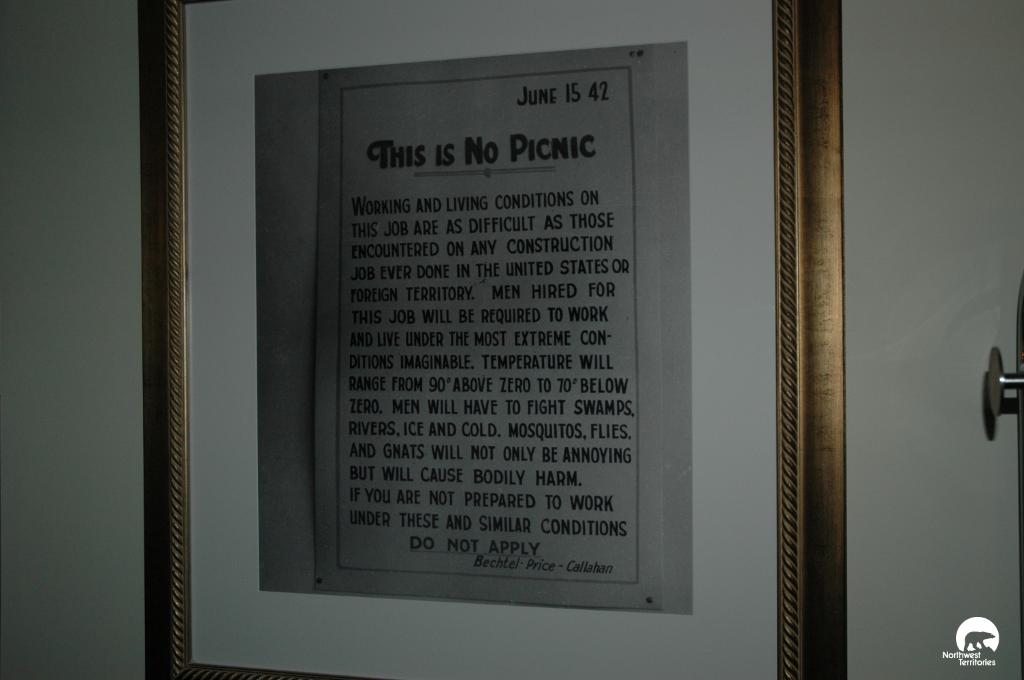 JUNE 15 42
THIS IS NO PICNIC
WORKING AND LIVING CONDITIONS ON
THIS JOB ARE AS DIFFICULT AS THOSE
ENCOUNTERED ON ANY CONSTRUCTION
JOB EVER DONE IN THE UNITED STATES OR
FOREIGN TERRITORY. MEN HIRED FOR
THIS JOB WILL BE REQUIRED TO WORK
AND LIVE UNDER THE MOST EXTREME CON-
DITIONS IMAGINABLE. TEMPERATURE WILL
RANGE FROM 90° ABOVE ZERO TO 70° BELOW
ZERO. MEN WILL HAVE TO FIGHT SWAMPS,
RIVERS, ICE AND COLD. MOSQUITOS, FLIES,
AND GNATS WILL NOT ONLY BE ANNOYING
BUT WILL CAUSE BODILY HARM.
IF YOU ARE NOT PREPARED TO WORK
UNDER THESE AND SIMILAR CONDITIONS
DO NOT APPLY
Bechtel-Price-Callahan
Northwest
Territories